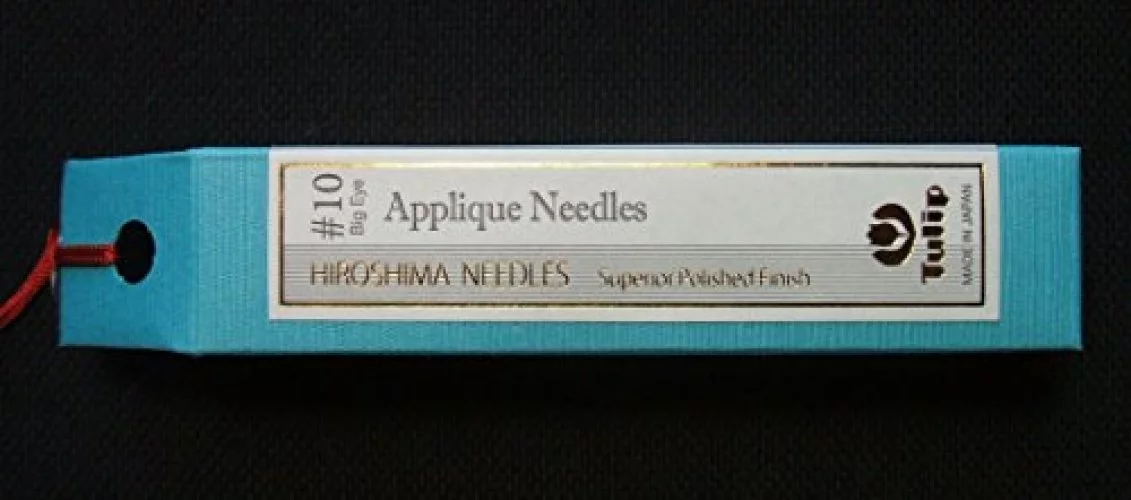 #10
Big Eye
Applique Needles
HIROSHIMA NEEDLES Superior Polished Finish
Tulip
MADE IN JAPAN